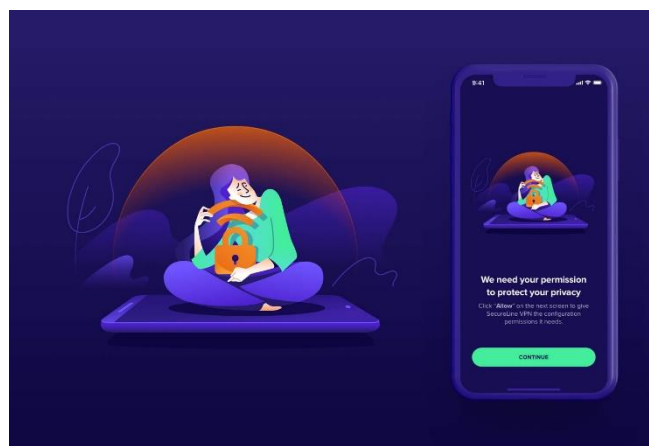 9:41
We need your permission
to protect your privacy
Click "Allow" on the next screen to give
SecureLine VPN the configuration
permissions it needs.
CONTINUE